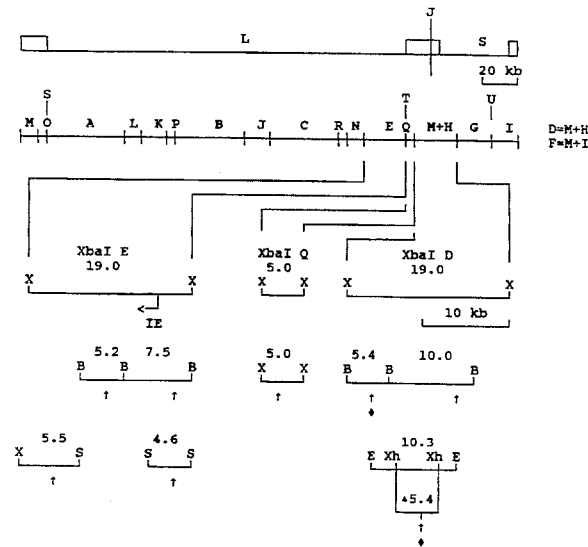 J
L S
20 kb
S T U
M O A L K P B J C R N E Q M+H G I D=M+H
F=M+I
XbaI E XbaI Q XbaI D
19.0 5.0 19.0
X X X X X X
IE 10 kb
5.2 7.5 5.0 5.4 10.0
B B B X X B B B
5.5 4.6 10.3
X S S S E Xh Xh E
5.4